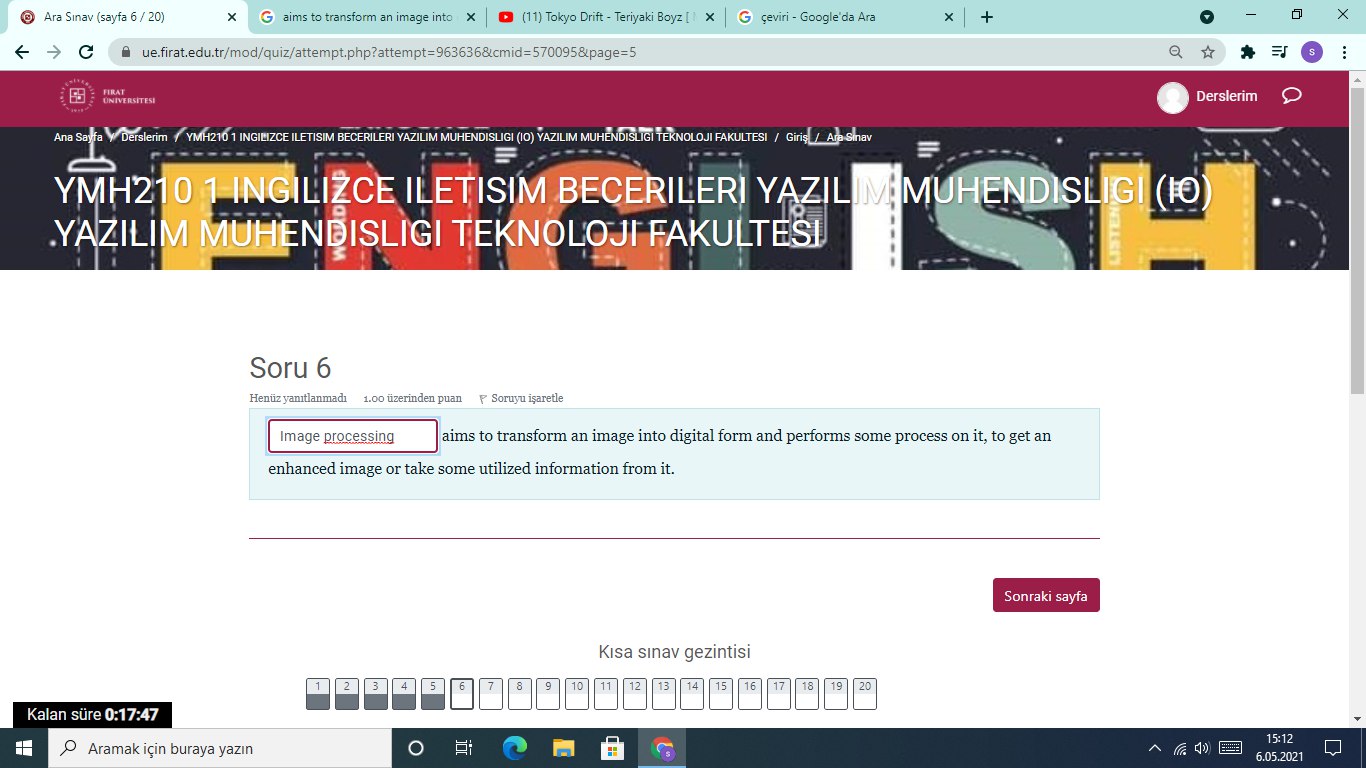 Ara Sınav (sayfa 6 / 20)
aims to transform an image into
(11) Tokyo Drift - Teriyaki Boyz [
çeviri - Google'da Ara
ue.firat.edu.tr/mod/quiz/attempt.php?attempt=963636&cmid=570095&page=5
S
FIRAT
ÜNİVERSİTESİ
Derslerim
Ana Sayfa / Derslerim / YMH210 1 INGILIZCE ILETISIM BECERILERI YAZILIM MUHENDISLIGI (IO) YAZILIM MUHENDISLIGI TEKNOLOJI FAKULTESI / Giriş / Ara Sınav
ENGLISH
LISTEN
YMH210 1 INGILIZCE ILETISIM BECERILERI YAZILIM MUHENDISLIGI (IO)
YAZILIM MUHENDISLIGI TEKNOLOJI FAKULTESI
Soru 6
Henüz yanıtlanmadı 1.00 üzerinden puan Soruyu işaretle
Image processing aims to transform an image into digital form and performs some process on it, to get an
enhanced image or take some utilized information from it.
Sonraki sayfa
Kısa sınav gezintisi
1 2 3 4 5 6 7 8 9 10 11 12 13 14 15 16 17 18 19 20
Kalan süre 0:17:47
Aramak için buraya yazın
15:12
6.05.2021